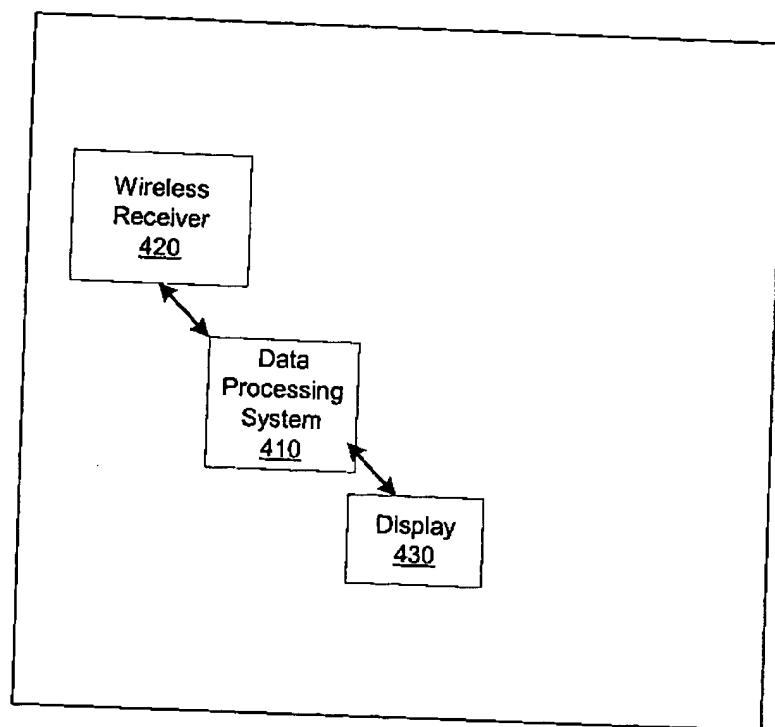 Wireless
Receiver
420
Data
Processing
System
410
Display
430